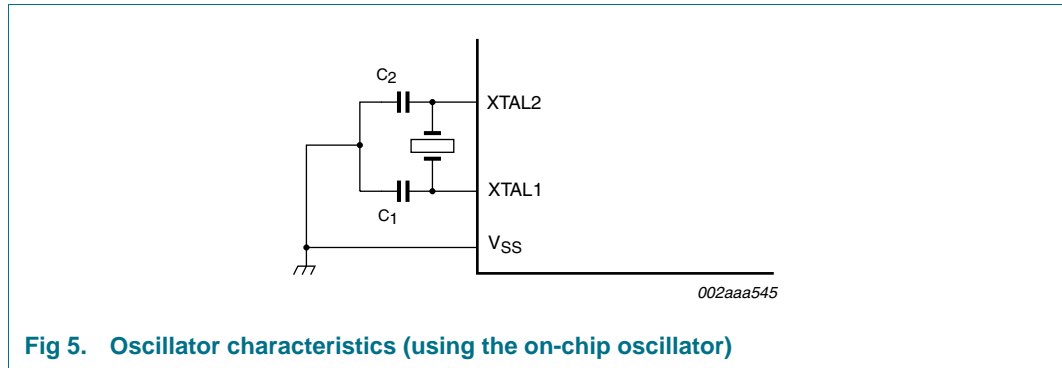 C2
XTAL2
XTAL1
C1
VSS
002aaa545
Fig 5. Oscillator characteristics (using the on-chip oscillator)